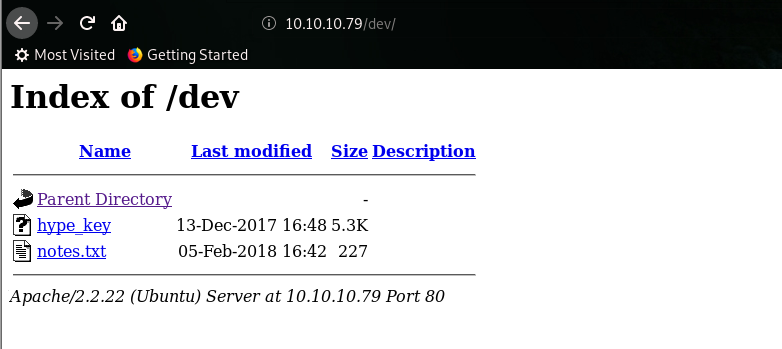 10.10.10.79/dev/
Most Visited Getting Started
Index of /dev
Name Last modified Size Description
Parent Directory -
hype_key 13-Dec-2017 16:48 5.3K
notes.txt 05-Feb-2018 16:42 227
Apache/2.2.22 (Ubuntu) Server at 10.10.10.79 Port 80